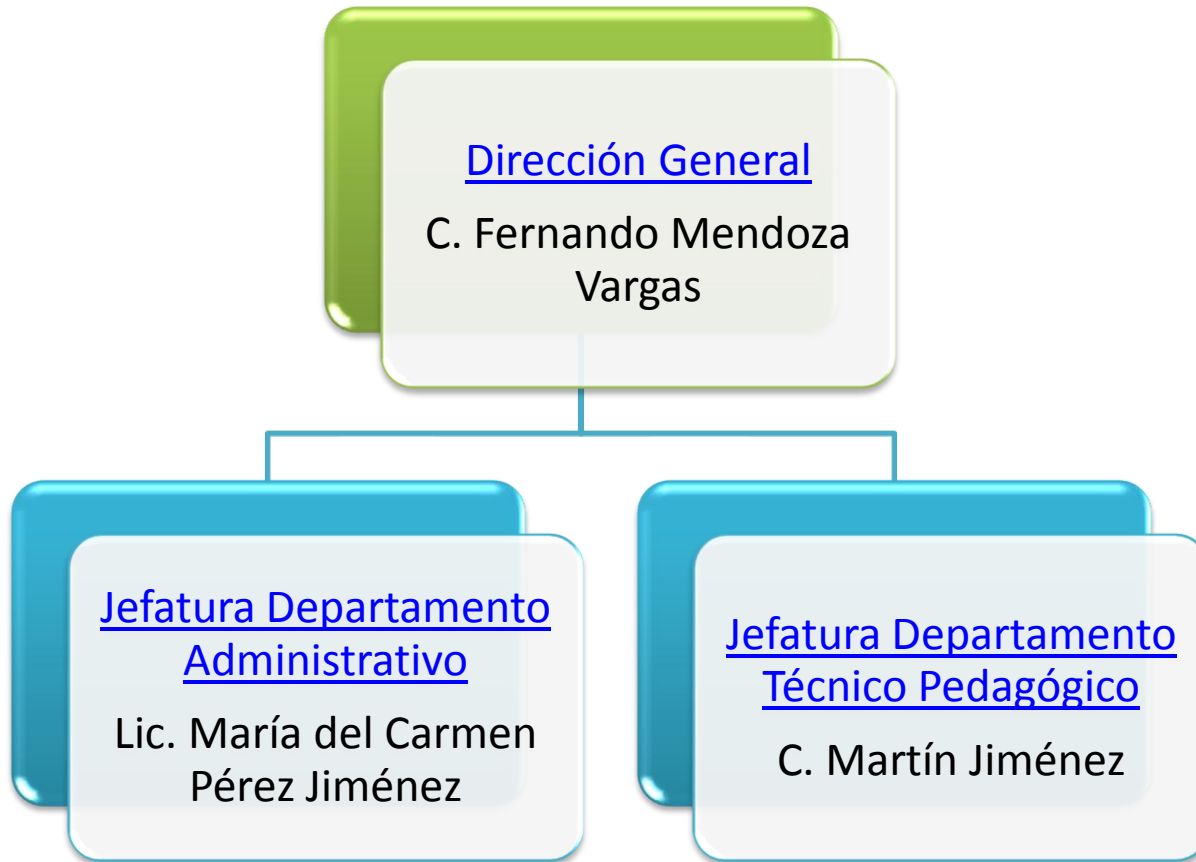 Dirección General
C. Fernando Mendoza
Vargas
Jefatura Departamento
Administrativo
Lic. María del Carmen
Pérez Jiménez
Jefatura Departamento
Técnico Pedagógico
C. Martín Jiménez